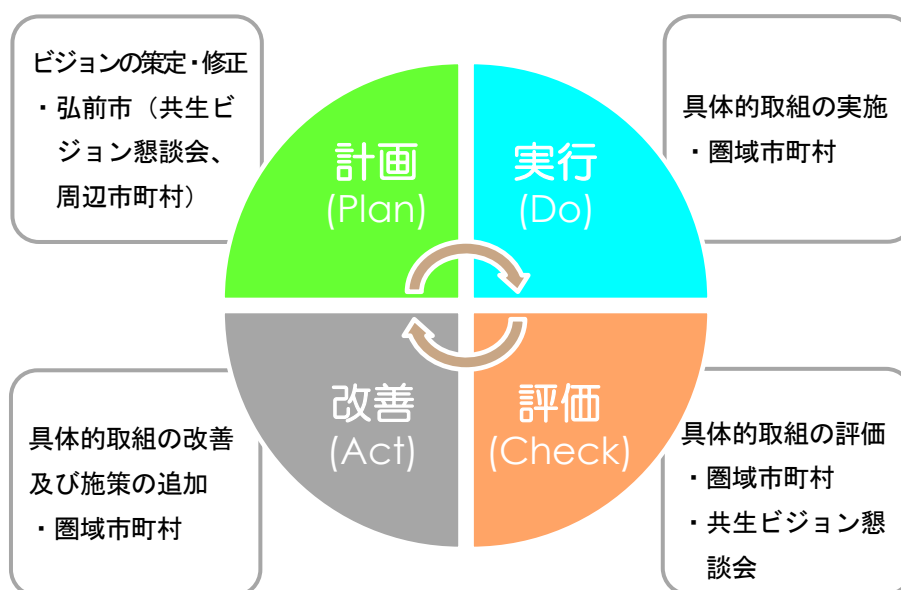 ビジョンの策定・修正
・弘前市（共生ビ
ジョン懇談会、
周辺市町村）
計画
(Plan)
実行
(Do)
具体的取組の実施
・圏域市町村
改善
(Act)
評価
(Check)
具体的取組の改善
及び施策の追加
・圏域市町村
具体的取組の評価
・圏域市町村
・共生ビジョン懇
談会